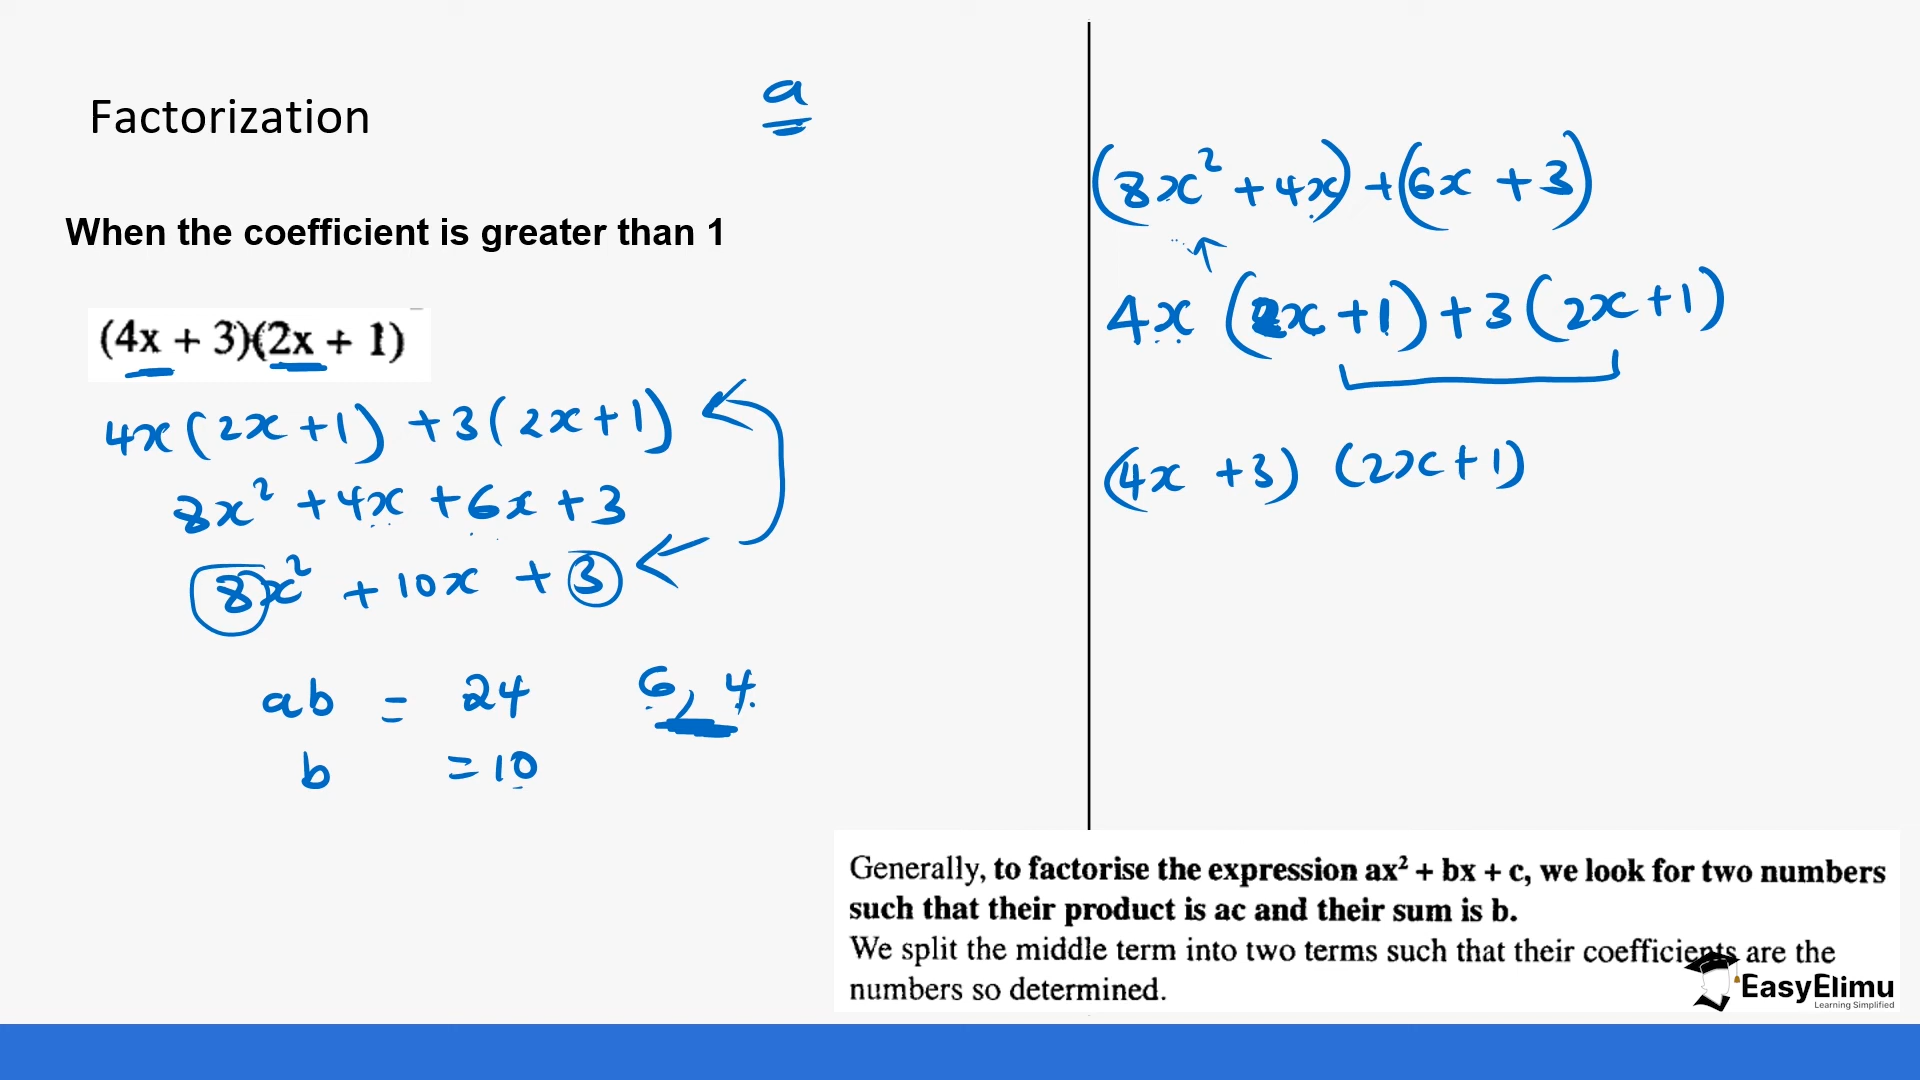 Factorization
a
When the coefficient is greater than 1
(4x + 3)(2x + 1)
4x(2x+1) +3(2x+1)
8x² +4x +6x +3
8x² +10x +3
ab = 24 6, 4
b =10
(8x² +4x) +(6x +3)
4x (2x +1) +3(2x+1)
(4x +3) (2x+1)
Generally, to factorise the expression ax² + bx + c, we look for two numbers
such that their product is ac and their sum is b.
We split the middle term into two terms such that their coefficients are the
numbers so determined.
EasyElimu
Learning Simplified